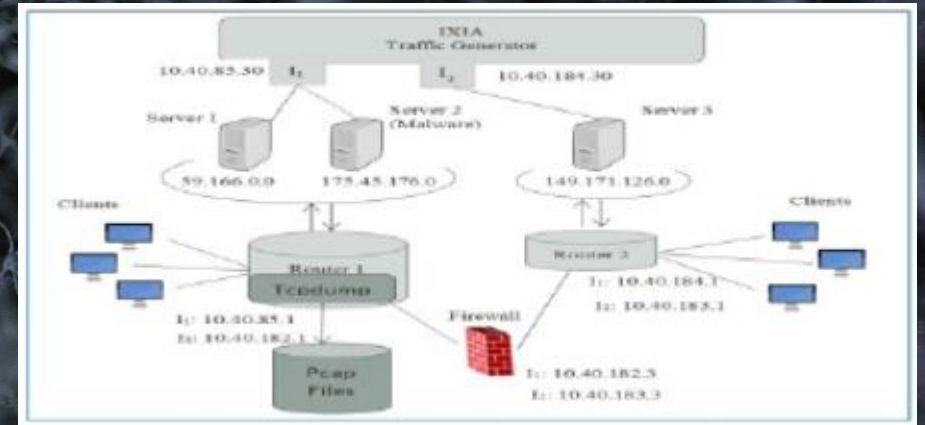 IXIA
Traffic Generator
10.40.85.30
I₁
I₂
10.40.184.30
Server 1
Server 2
(Malware)
Server 3
59.166.0.0
175.45.176.0
149.171.126.0
Clients
Clients
Router 1
Tcpdump
Router 2
I₁: 10.40.85.1
I₂: 10.40.182.1
Firewall
I₁: 10.40.184.1
I₂: 10.40.183.1
Pcap
Files
I₁: 10.40.182.3
I₂: 10.40.183.3